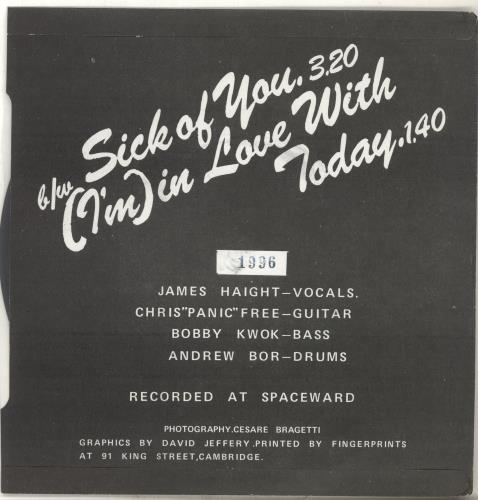 Sick of You. 3.20
b/w (I'm) in Love With
Today. 1.40
1996
JAMES HAIGHT—VOCALS.
CHRIS"PANIC"FREE—GUITAR
BOBBY KWOK—BASS
ANDREW BOR—DRUMS
RECORDED AT SPACEWARD
PHOTOGRAPHY.CESARE BRAGETTI
GRAPHICS BY DAVID JEFFERY.PRINTED BY FINGERPRINTS
AT 91 KING STREET,CAMBRIDGE.